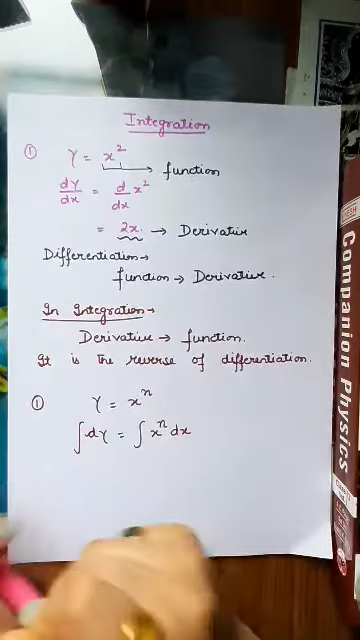 Integration
① Y = x² → function
dy/dx = d/dx x²
= 2x. → Derivative
Differentiation →
function → Derivative.
In Integration →
Derivative → function.
It is the reverse of differentiation.
① Y = xⁿ
∫dY = ∫xⁿ dx
Companion Physics